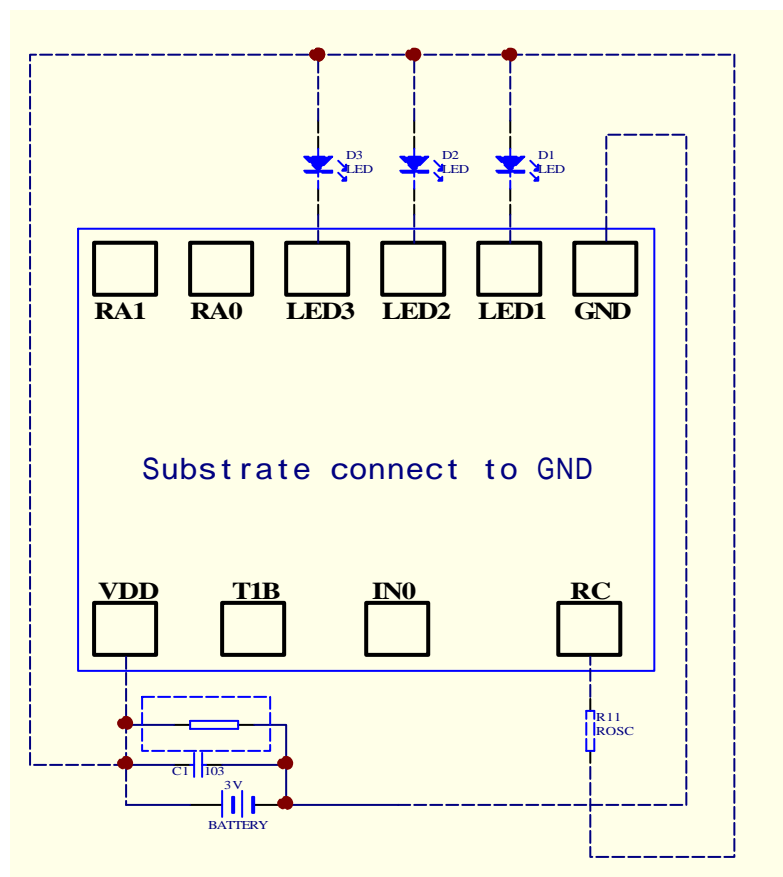 D3
LED
D2
LED
D1
LED
RA1 RA0 LED3 LED2 LED1 GND
Substrate connect to GND
VDD T1B IN0 RC
R11
ROSC
C1 103
3V
BATTERY